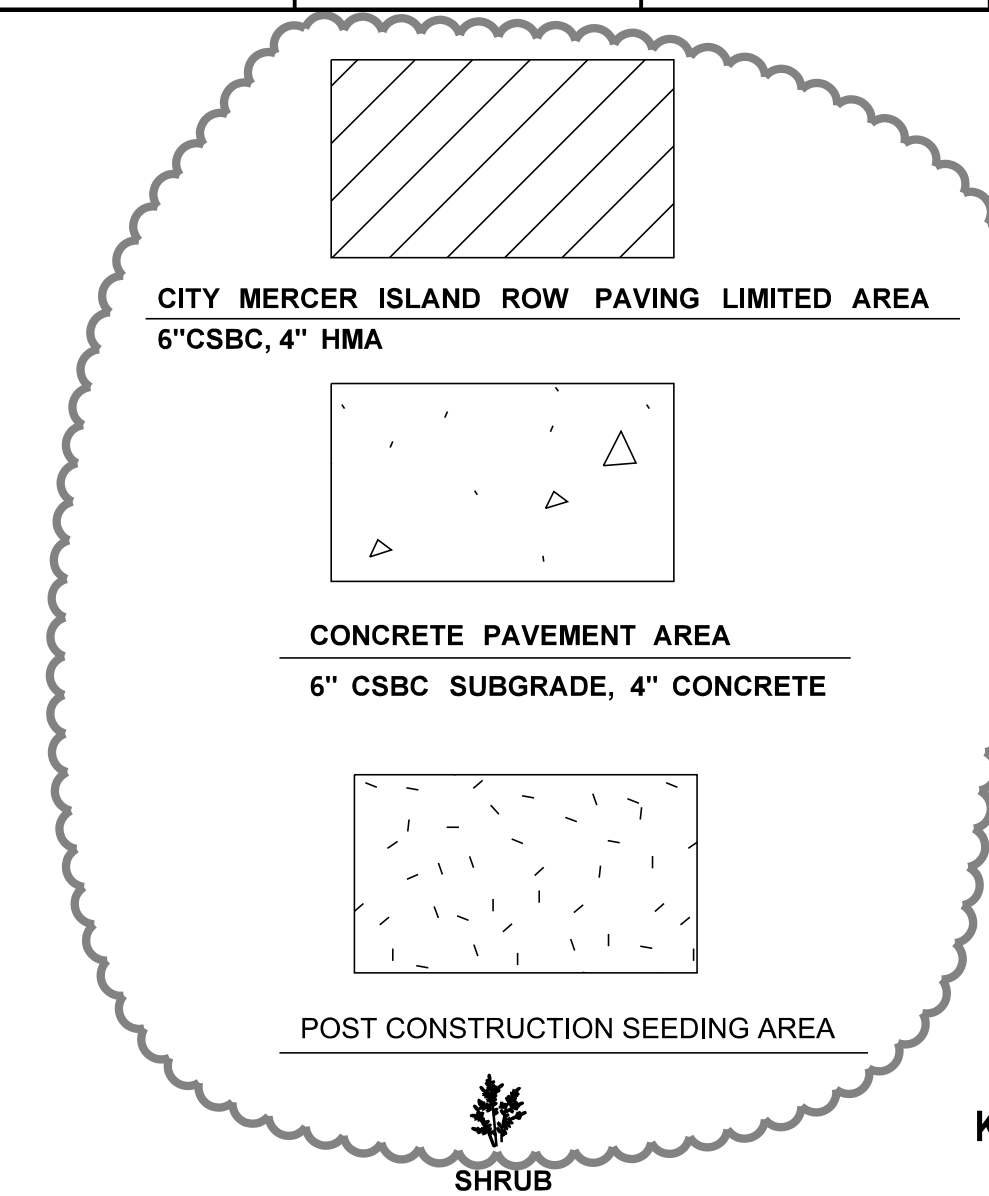 CITY MERCER ISLAND ROW PAVING LIMITED AREA
6"CSBC, 4" HMA
CONCRETE PAVEMENT AREA
6" CSBC SUBGRADE, 4" CONCRETE
POST CONSTRUCTION SEEDING AREA
SHRUB